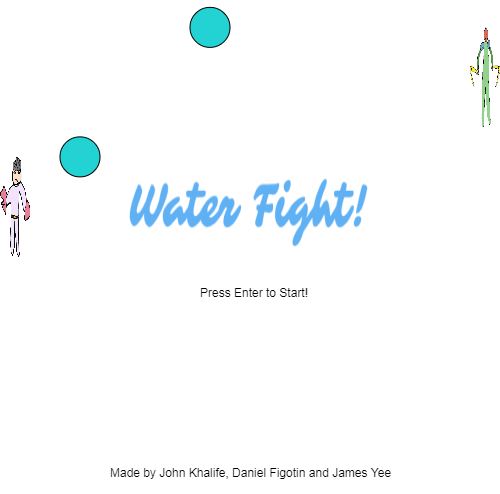 Water Fight!
Press Enter to Start!
Made by John Khalife, Daniel Figotin and James Yee